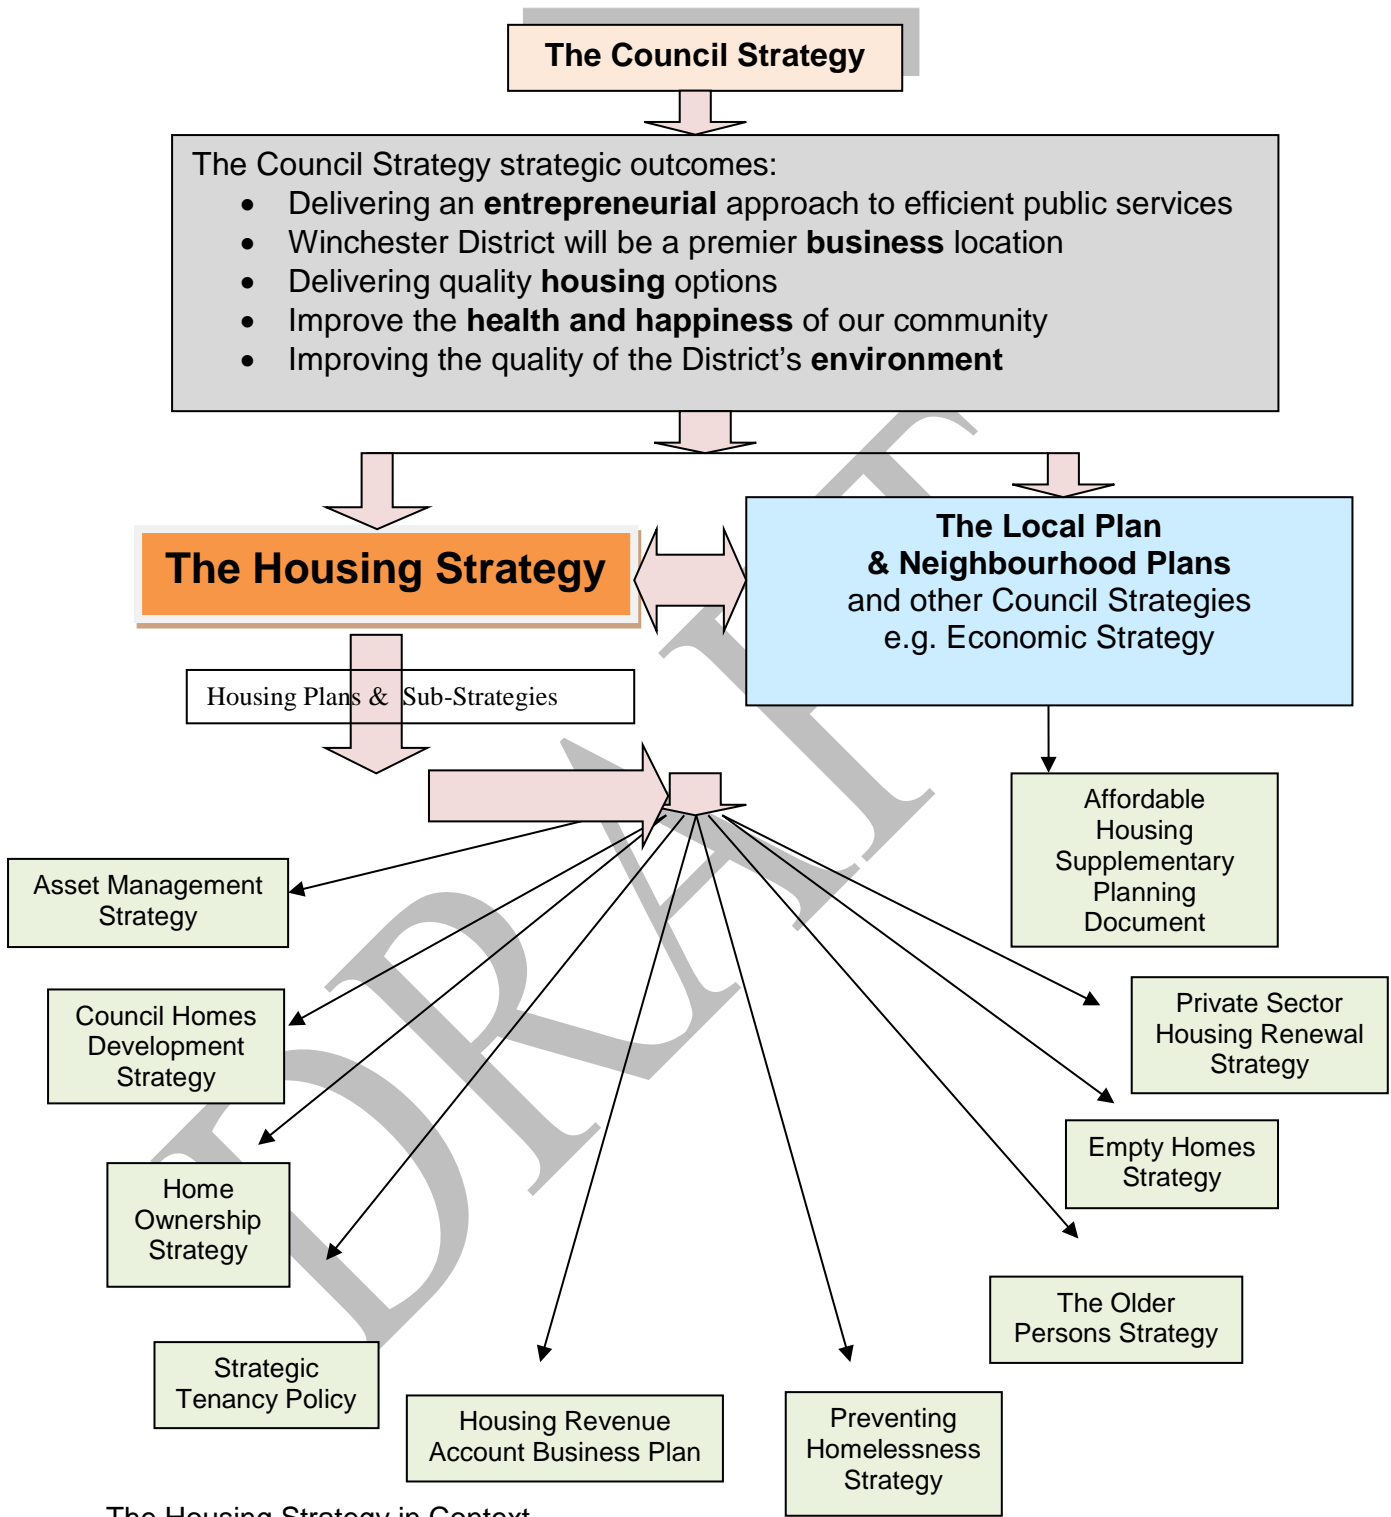 The Council Strategy
The Council Strategy strategic outcomes:
• Delivering an entrepreneurial approach to efficient public services
• Winchester District will be a premier business location
• Delivering quality housing options
• Improve the health and happiness of our community
• Improving the quality of the District’s environment
The Housing Strategy
The Local Plan
& Neighbourhood Plans
and other Council Strategies
e.g. Economic Strategy
Housing Plans & Sub-Strategies
Affordable
Housing
Supplementary
Planning
Document
Asset Management
Strategy
Council Homes
Development
Strategy
Private Sector
Housing Renewal
Strategy
Home
Ownership
Strategy
Empty Homes
Strategy
The Older
Persons Strategy
Strategic
Tenancy Policy
Housing Revenue
Account Business Plan
Preventing
Homelessness
Strategy
The Housing Strategy in Context
DRAFT